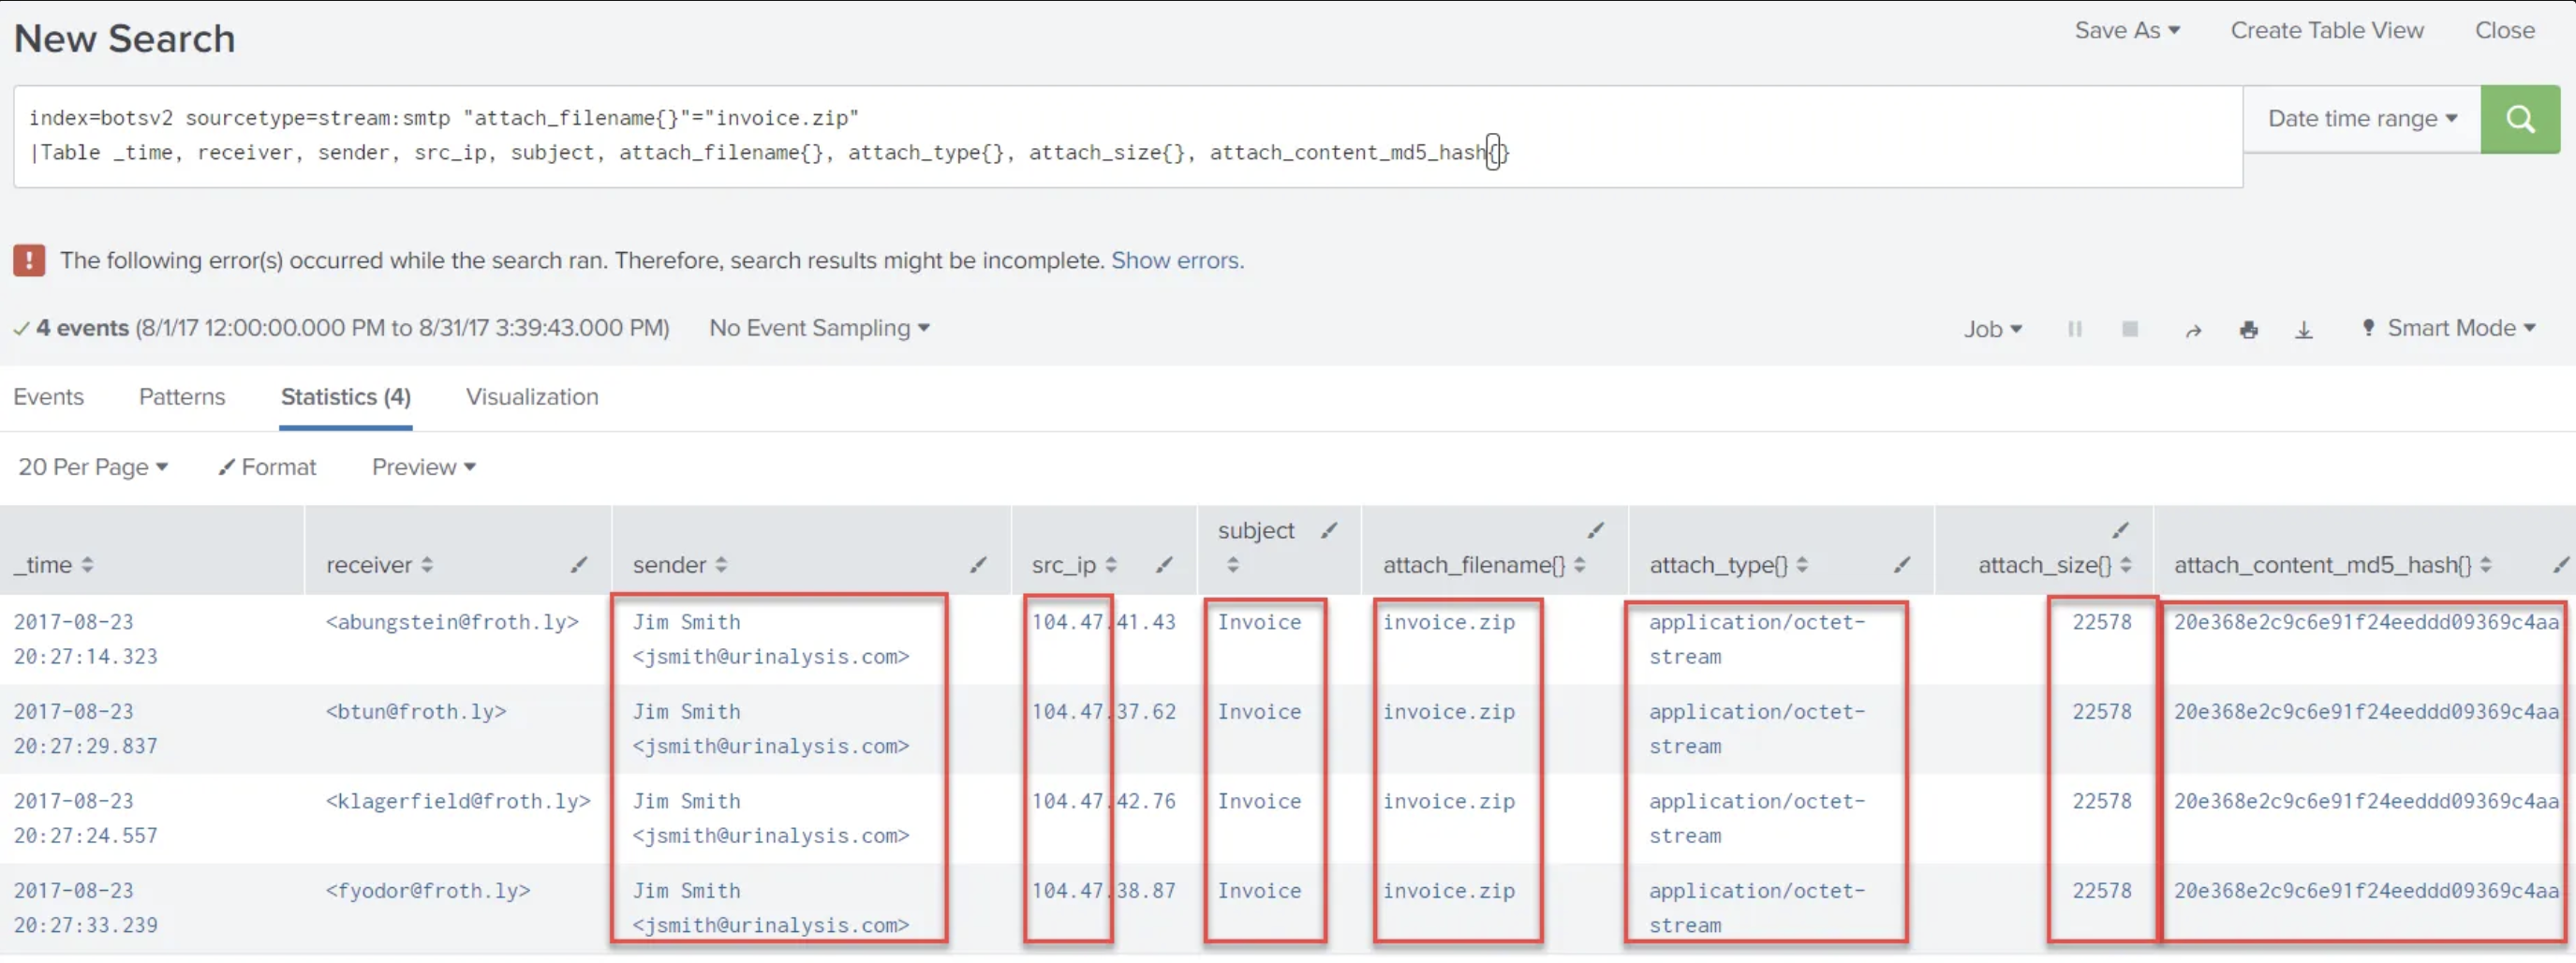 New Search
Save As Create Table View Close
index=botsv2 sourcetype=stream:smtp "attach_filename{}"="invoice.zip"
|Table _time, receiver, sender, src_ip, subject, attach_filename{}, attach_type{}, attach_size{}, attach_content_md5_hash{}
Date time range
! The following error(s) occurred while the search ran. Therefore, search results might be incomplete. Show errors.
4 events (8/1/17 12:00:00.000 PM to 8/31/17 3:39:43.000 PM) No Event Sampling
Job Smart Mode
Events Patterns Statistics (4) Visualization
20 Per Page Format Preview
_time receiver sender src_ip subject attach_filename{} attach_type{} attach_size{} attach_content_md5_hash{}
2017-08-23 <abungstein@froth.ly> Jim Smith 104.47.41.43 Invoice invoice.zip application/octet- 22578 20e368e2c9c6e91f24eeddd09369c4aa
20:27:14.323 <jsmith@urinalysis.com> stream
2017-08-23 <btun@froth.ly> Jim Smith 104.47.37.62 Invoice invoice.zip application/octet- 22578 20e368e2c9c6e91f24eeddd09369c4aa
20:27:29.837 <jsmith@urinalysis.com> stream
2017-08-23 <klagerfield@froth.ly> Jim Smith 104.47.42.76 Invoice invoice.zip application/octet- 22578 20e368e2c9c6e91f24eeddd09369c4aa
20:27:24.557 <jsmith@urinalysis.com> stream
2017-08-23 <fyodor@froth.ly> Jim Smith 104.47.38.87 Invoice invoice.zip application/octet- 22578 20e368e2c9c6e91f24eeddd09369c4aa
20:27:33.239 <jsmith@urinalysis.com> stream